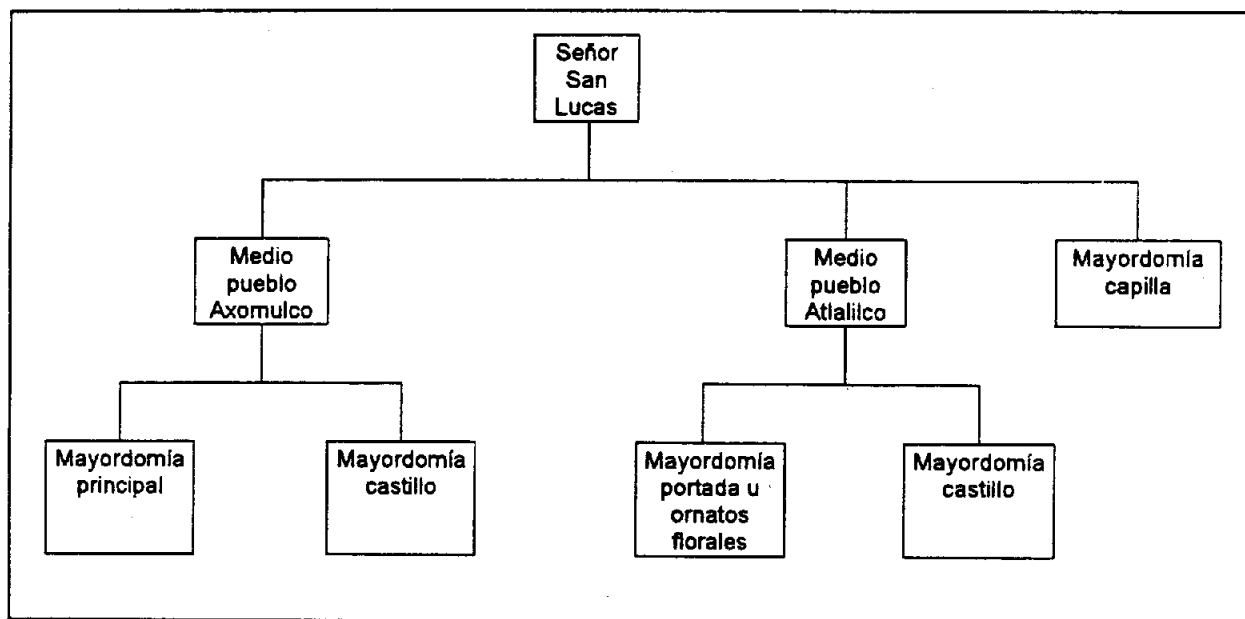 Señor
San
Lucas
Medio
pueblo
Axomulco
Medio
pueblo
Atlalilco
Mayordomía
capilla
Mayordomía
principal
Mayordomía
castillo
Mayordomía
portada u
ornatos
florales
Mayordomía
castillo